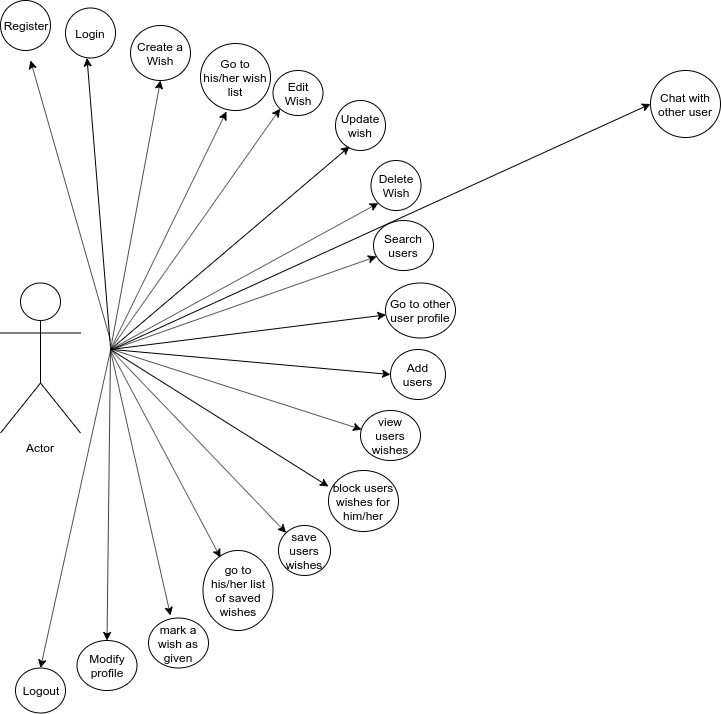 Register
Login
Create a
Wish
Go to
his/her wish
list
Edit
Wish
Update
wish
Chat with
other user
Delete
Wish
Search
users
Go to other
user profile
Add
users
view
users
wishes
block users
wishes for
him/her
save
users
wishes
go to
his/her list
of saved
wishes
mark a
wish as
given
Modify
profile
Logout
Actor